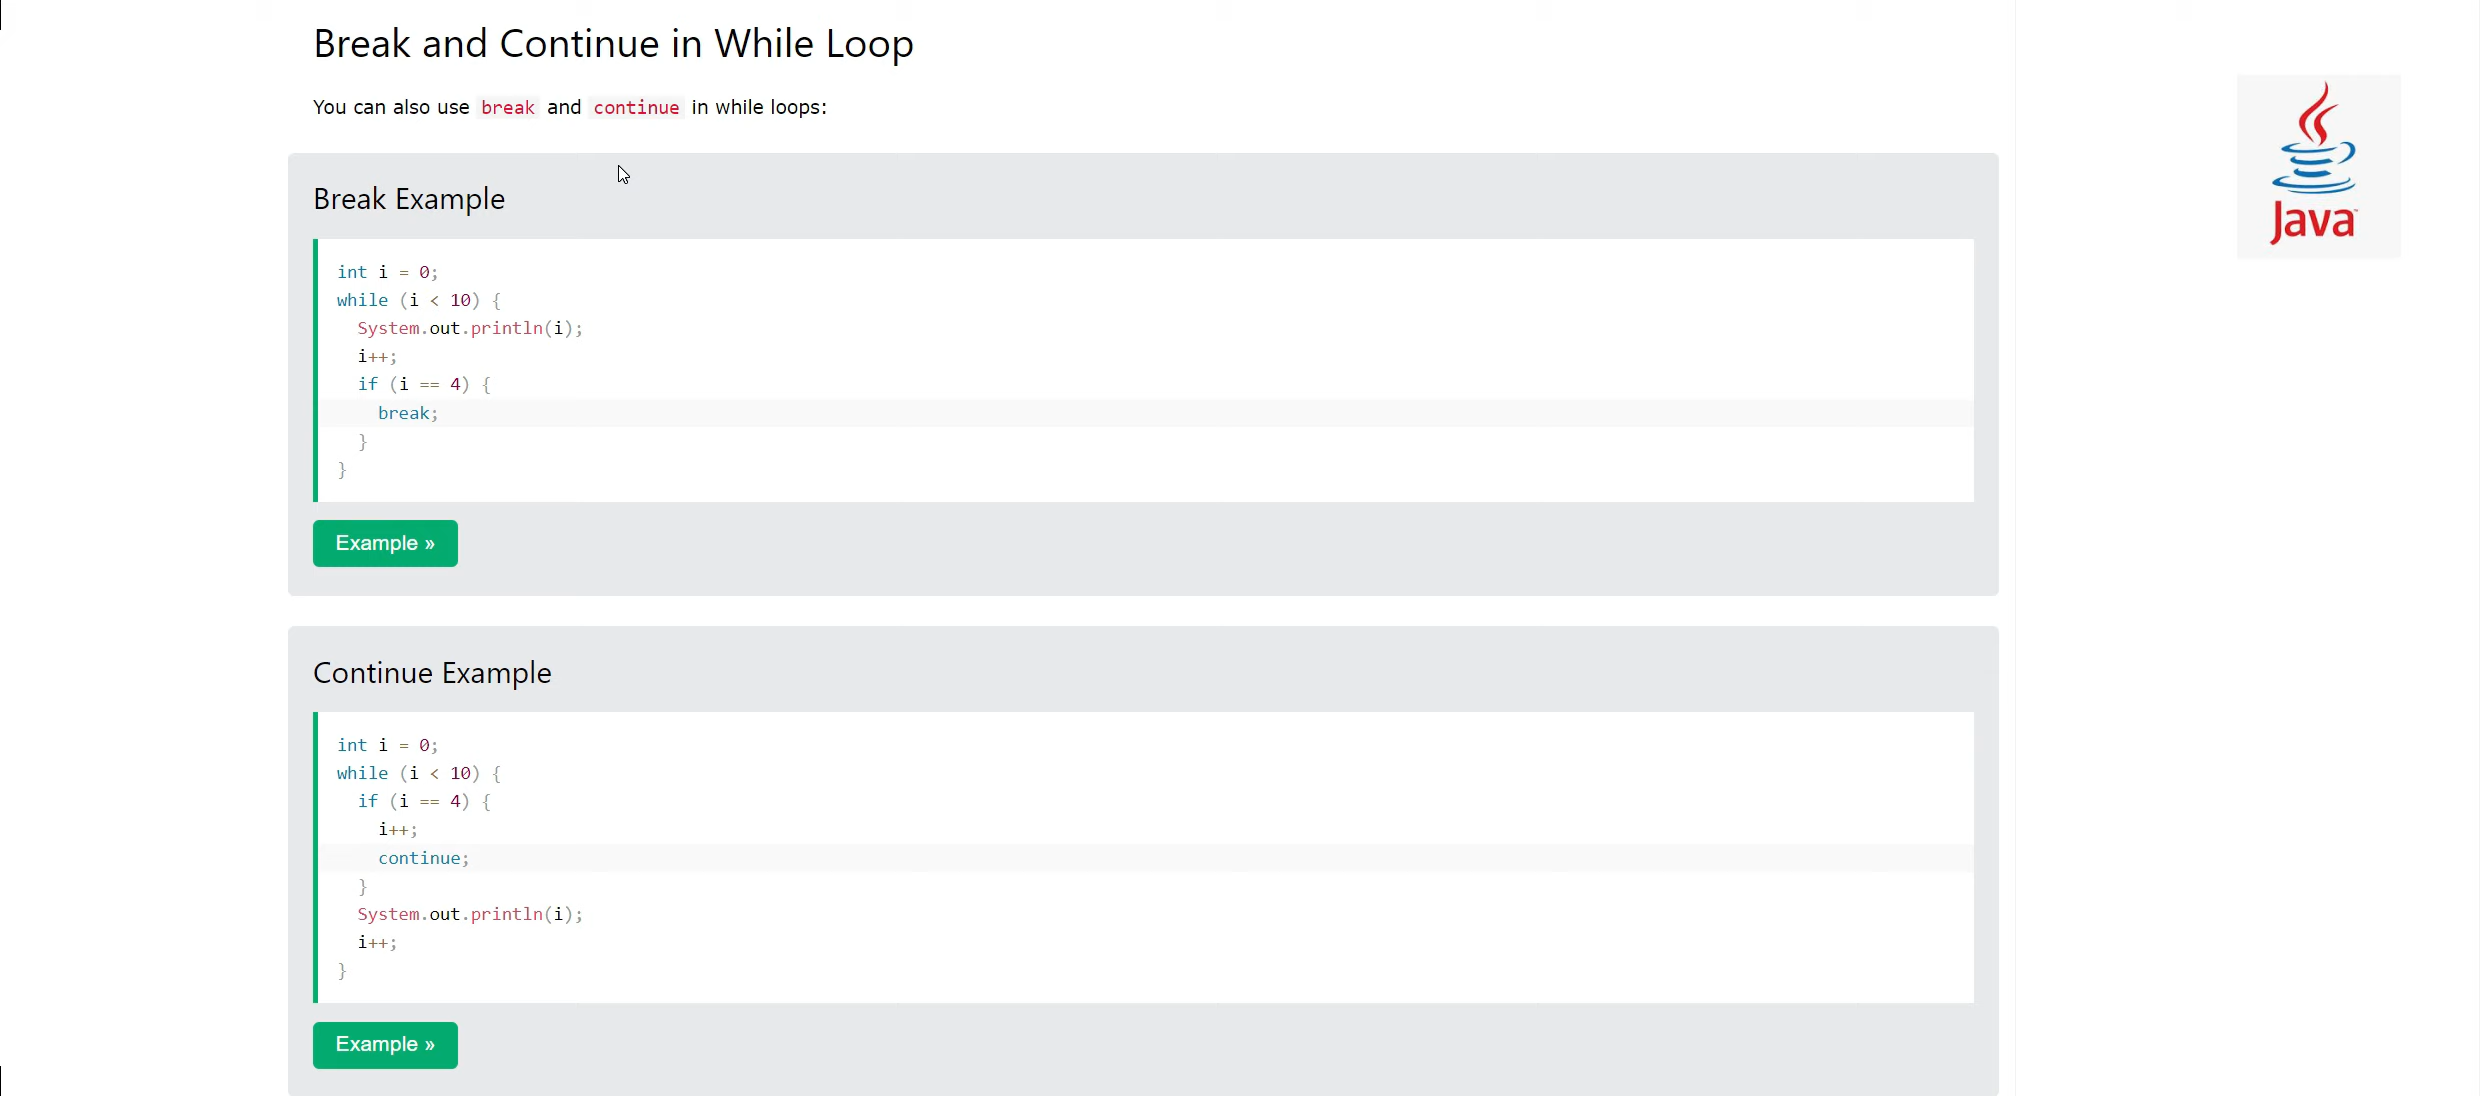 Break and Continue in While Loop
You can also use break and continue in while loops:
Java™
Break Example
int i = 0;
while (i < 10) {
  System.out.println(i);
  i++;
  if (i == 4) {
    break;
  }
}
Example »
Continue Example
int i = 0;
while (i < 10) {
  if (i == 4) {
    i++;
    continue;
  }
  System.out.println(i);
  i++;
}
Example »